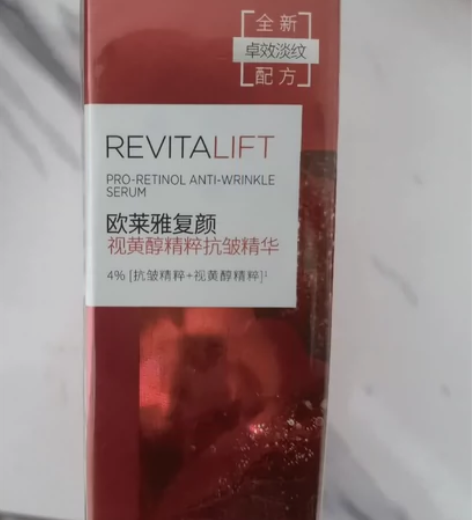 全新
卓效淡纹
配方
REVITALIFT
PRO-RETINOL ANTI-WRINKLE
SERUM
欧莱雅复颜
视黄醇精粹抗皱精华
4% [抗皱精粹+视黄醇精粹]¹